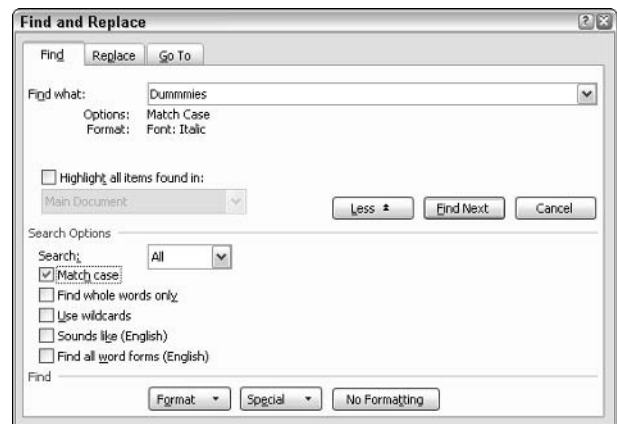 Find and Replace
Find Replace Go To
Find what: Dummmies
Options: Match Case
Format: Font: Italic
Highlight all items found in:
Main Document
Less Find Next Cancel
Search Options
Search: All
Match case
Find whole words only
Use wildcards
Sounds like (English)
Find all word forms (English)
Find
Format Special No Formatting